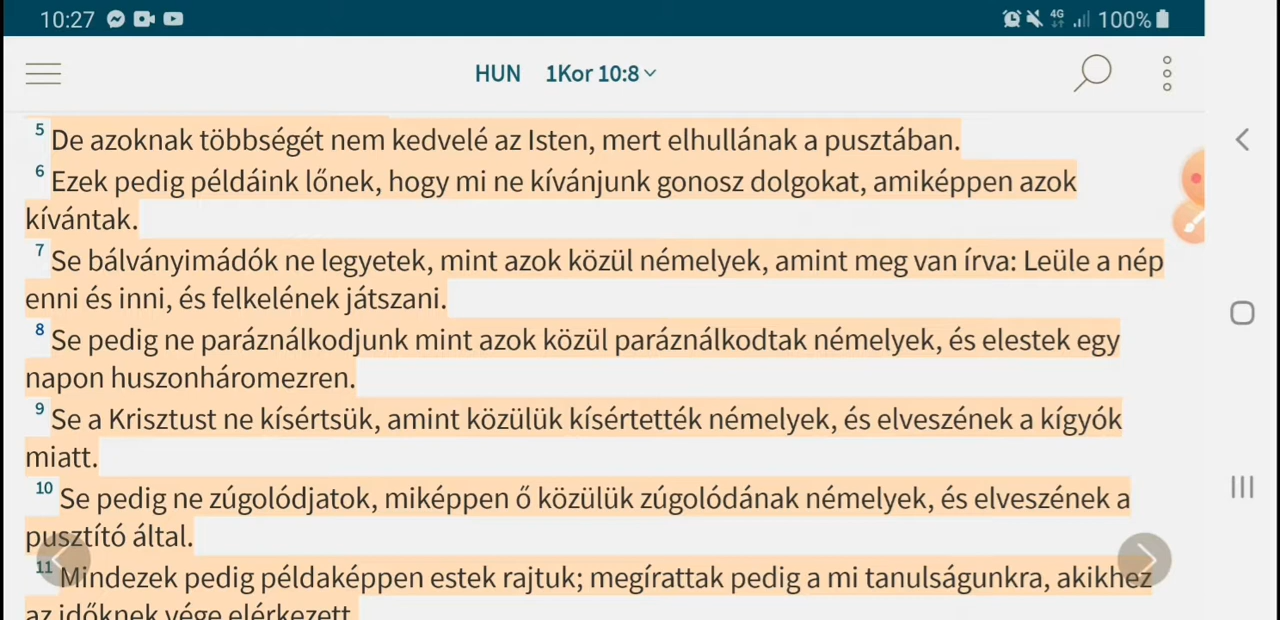 10:27 4G 100%
HUN 1Kor 10:8
5 De azoknak többségét nem kedvelé az Isten, mert elhullának a pusztában.
6 Ezek pedig példáink lőnek, hogy mi ne kívánjunk gonosz dolgokat, amiképpen azok
kívántak.
7 Se bálványimádók ne legyetek, mint azok közül némelyek, amint meg van írva: Leüle a nép
enni és inni, és felkelének játszani.
8 Se pedig ne paráználkodjunk mint azok közül paráználkodtak némelyek, és elestek egy
napon huszonháromezren.
9 Se a Krisztust ne kísértsük, amint közülük kísértették némelyek, és elveszének a kígyók
miatt.
10 Se pedig ne zúgolódjatok, miképpen ő közülük zúgolódának némelyek, és elveszének a
pusztító által.
11 Mindezek pedig példaképpen estek rajtuk; megírattak pedig a mi tanulságunkra, akikhez
az időknek vége elérkezett.